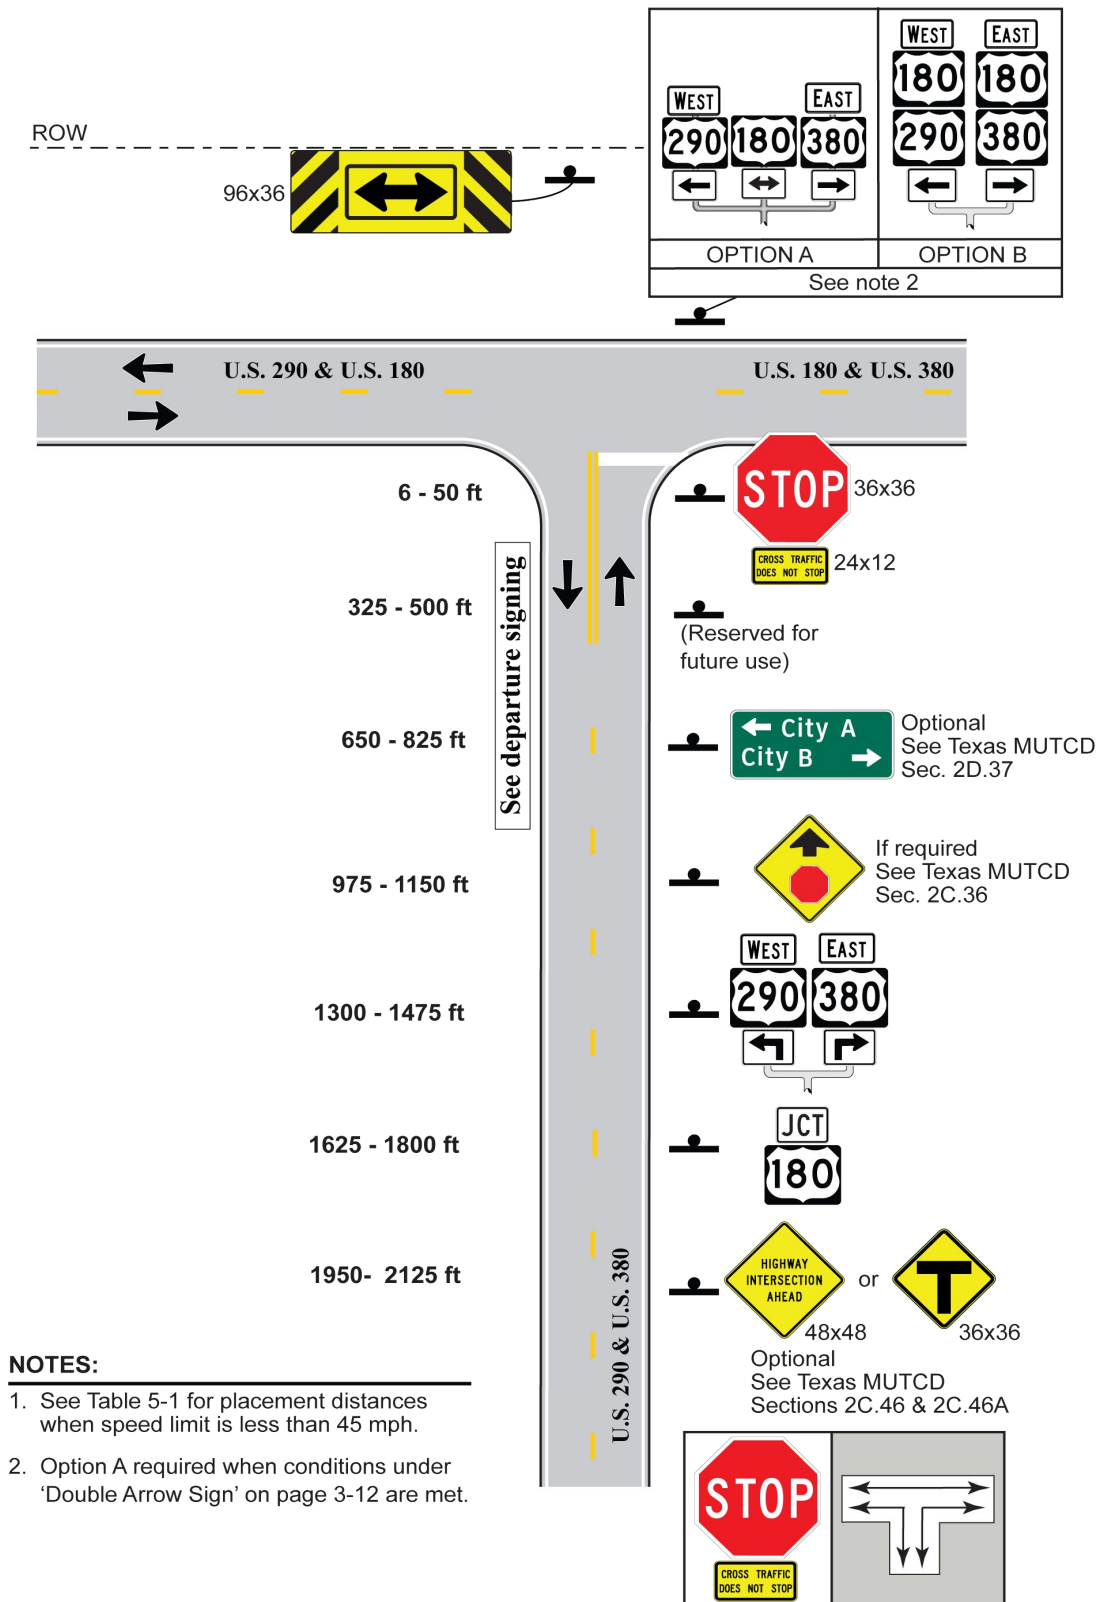 ROW
96x36
WEST
290
180
EAST
380
OPTION A
WEST
180
290
EAST
180
380
OPTION B
See note 2
U.S. 290 & U.S. 180
U.S. 180 & U.S. 380
6 - 50 ft
STOP
36x36
CROSS TRAFFIC
DOES NOT STOP
24x12
See departure signing
325 - 500 ft
(Reserved for
future use)
650 - 825 ft
City A
City B
Optional
See Texas MUTCD
Sec. 2D.37
975 - 1150 ft
If required
See Texas MUTCD
Sec. 2C.36
1300 - 1475 ft
WEST
290
EAST
380
1625 - 1800 ft
JCT
180
1950- 2125 ft
HIGHWAY
INTERSECTION
AHEAD
48x48
or
36x36
Optional
See Texas MUTCD
Sections 2C.46 & 2C.46A
U.S. 290 & U.S. 380
NOTES:
1. See Table 5-1 for placement distances
when speed limit is less than 45 mph.
2. Option A required when conditions under
'Double Arrow Sign' on page 3-12 are met.
STOP
CROSS TRAFFIC
DOES NOT STOP